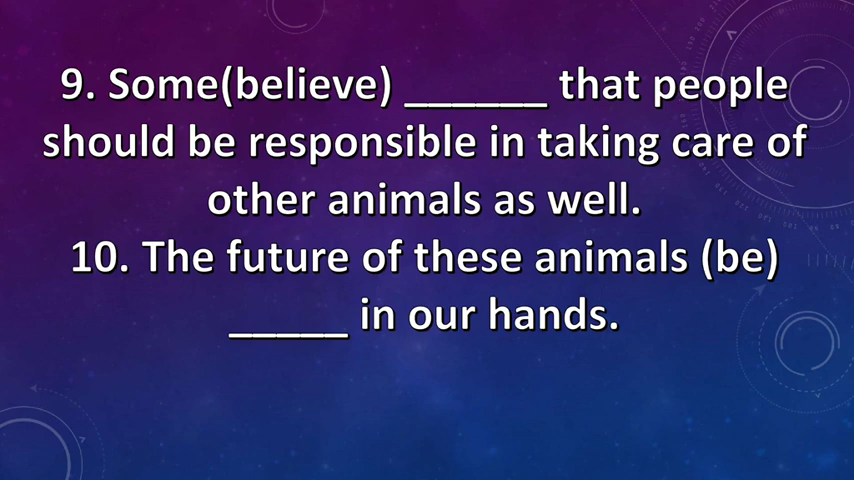 9. Some(believe) ______ that people
should be responsible in taking care of
other animals as well.
10. The future of these animals (be)
_____ in our hands.